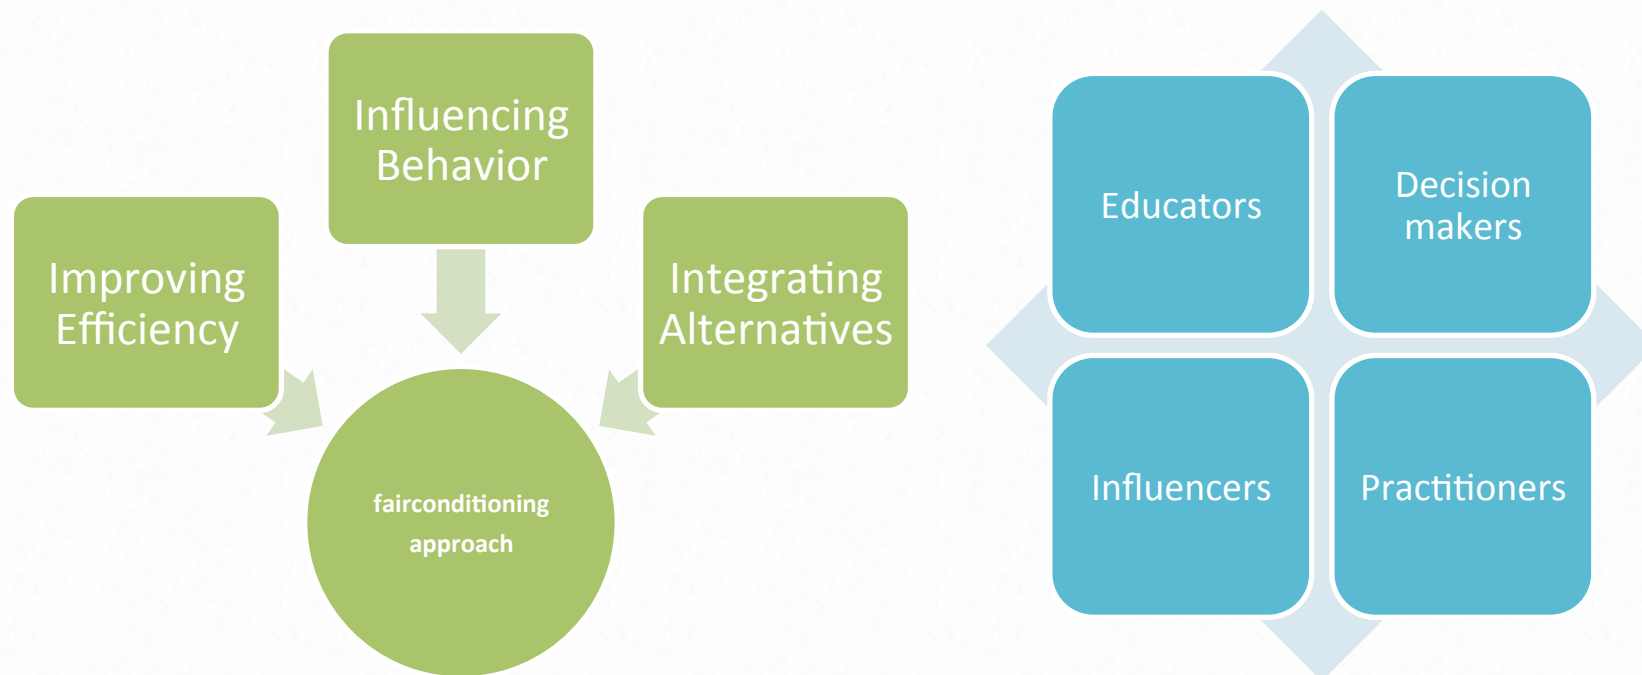 Influencing
Behavior
Improving
Efficiency
Integrating
Alternatives
fairconditioning
approach
Educators
Decision
makers
Influencers
Practitioners